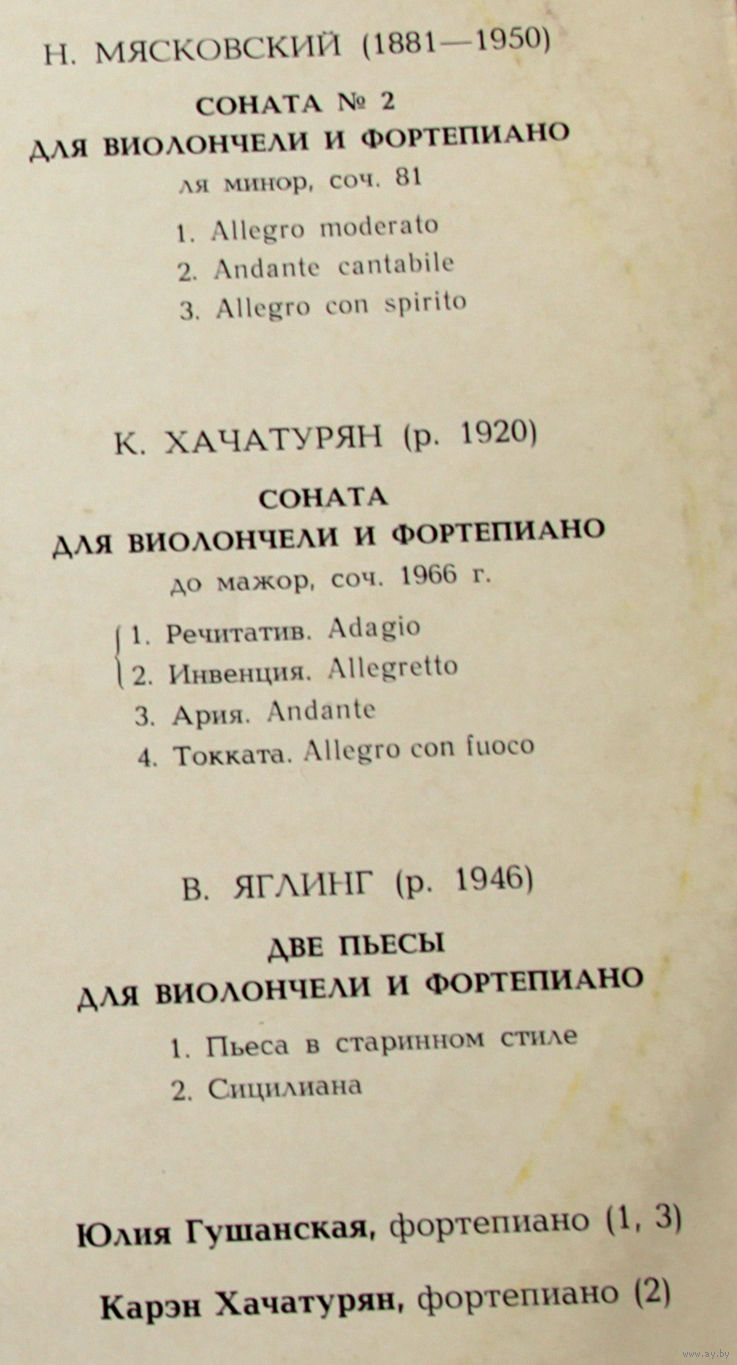 Н. МЯСКОВСКИЙ (1881—1950)
СОНАТА № 2
ДЛЯ ВИОЛОНЧЕЛИ И ФОРТЕПИАНО
ля минор, соч. 81
1. Allegro moderato
2. Andante cantabile
3. Allegro con spirito
К. ХАЧАТУРЯН (р. 1920)
СОНАТА
ДЛЯ ВИОЛОНЧЕЛИ И ФОРТЕПИАНО
до мажор, соч. 1966 г.
1. Речитатив. Adagio
2. Инвенция. Allegretto
3. Ария. Andante
4. Токката. Allegro con fuoco
В. ЯГЛИНГ (р. 1946)
ДВЕ ПЬЕСЫ
ДЛЯ ВИОЛОНЧЕЛИ И ФОРТЕПИАНО
1. Пьеса в старинном стиле
2. Сицилиана
Юлия Гушанская, фортепиано (1, 3)
Карэн Хачатурян, фортепиано (2)
www.ay.by